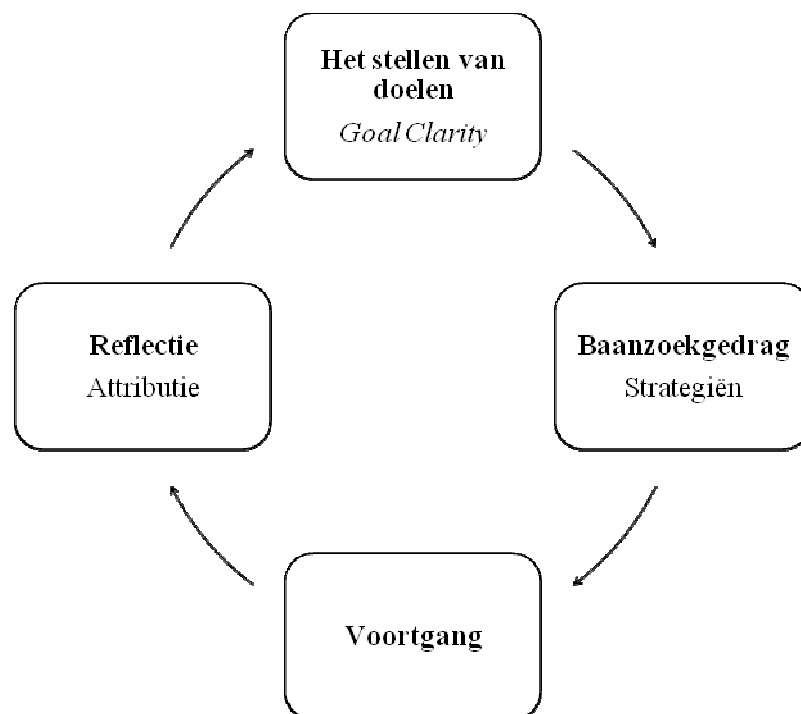 Het stellen van
doelen
Goal Clarity
Reflectie
Attributie
Baanzoekgedrag
Strategiën
Voortgang